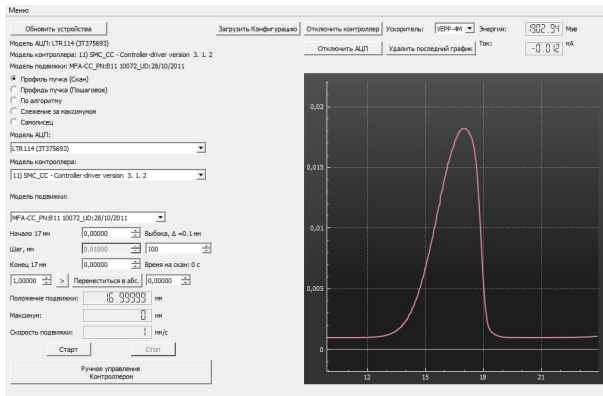 Меню
Обновить устройства
Загрузить Конфигурацию
Отключить контроллер
Ускоритель:
VEPP-4M
Энергия:
1902.94
Мэв
Модель АЦП: LTR114 (3T375693)
Отключить АЦП
Удалить последний график
Ток:
-0.012
мА
Модель контроллера: 11) SMC_CC - Controller-driver version 3. 1. 2
Модель подвижки: MFA-CC_PN:B11 10072_UD:28/10/2011
Профиль пучка (Скан)
Профидь пучка (Пошаговое)
По алгоритму
Слежение за максимумом
Самописец
Модель АЦП:
LTR114 (3T375693)
Модель контроллера:
11) SMC_CC - Controller-driver version 3. 1. 2
Модель подвижки:
MFA-CC_PN:B11 10072_UD:28/10/2011
Начало 17 мм
0,00000
Выбока, Δ =0.1 мм
Шаг, мм
0,01000
100
Конец 17 мм
0,00000
Время на скан: 0 с
1,00000
>
Переместиться в абс.
0,00000
Положение подвижки:
16.99999
мм
Максимум:
0
мм
Скорость подвижки:
1
мм/с
Старт
Стоп
Ручное управление
Контроллером
0,02
0,015
0,01
0,005
0
12
15
18
21